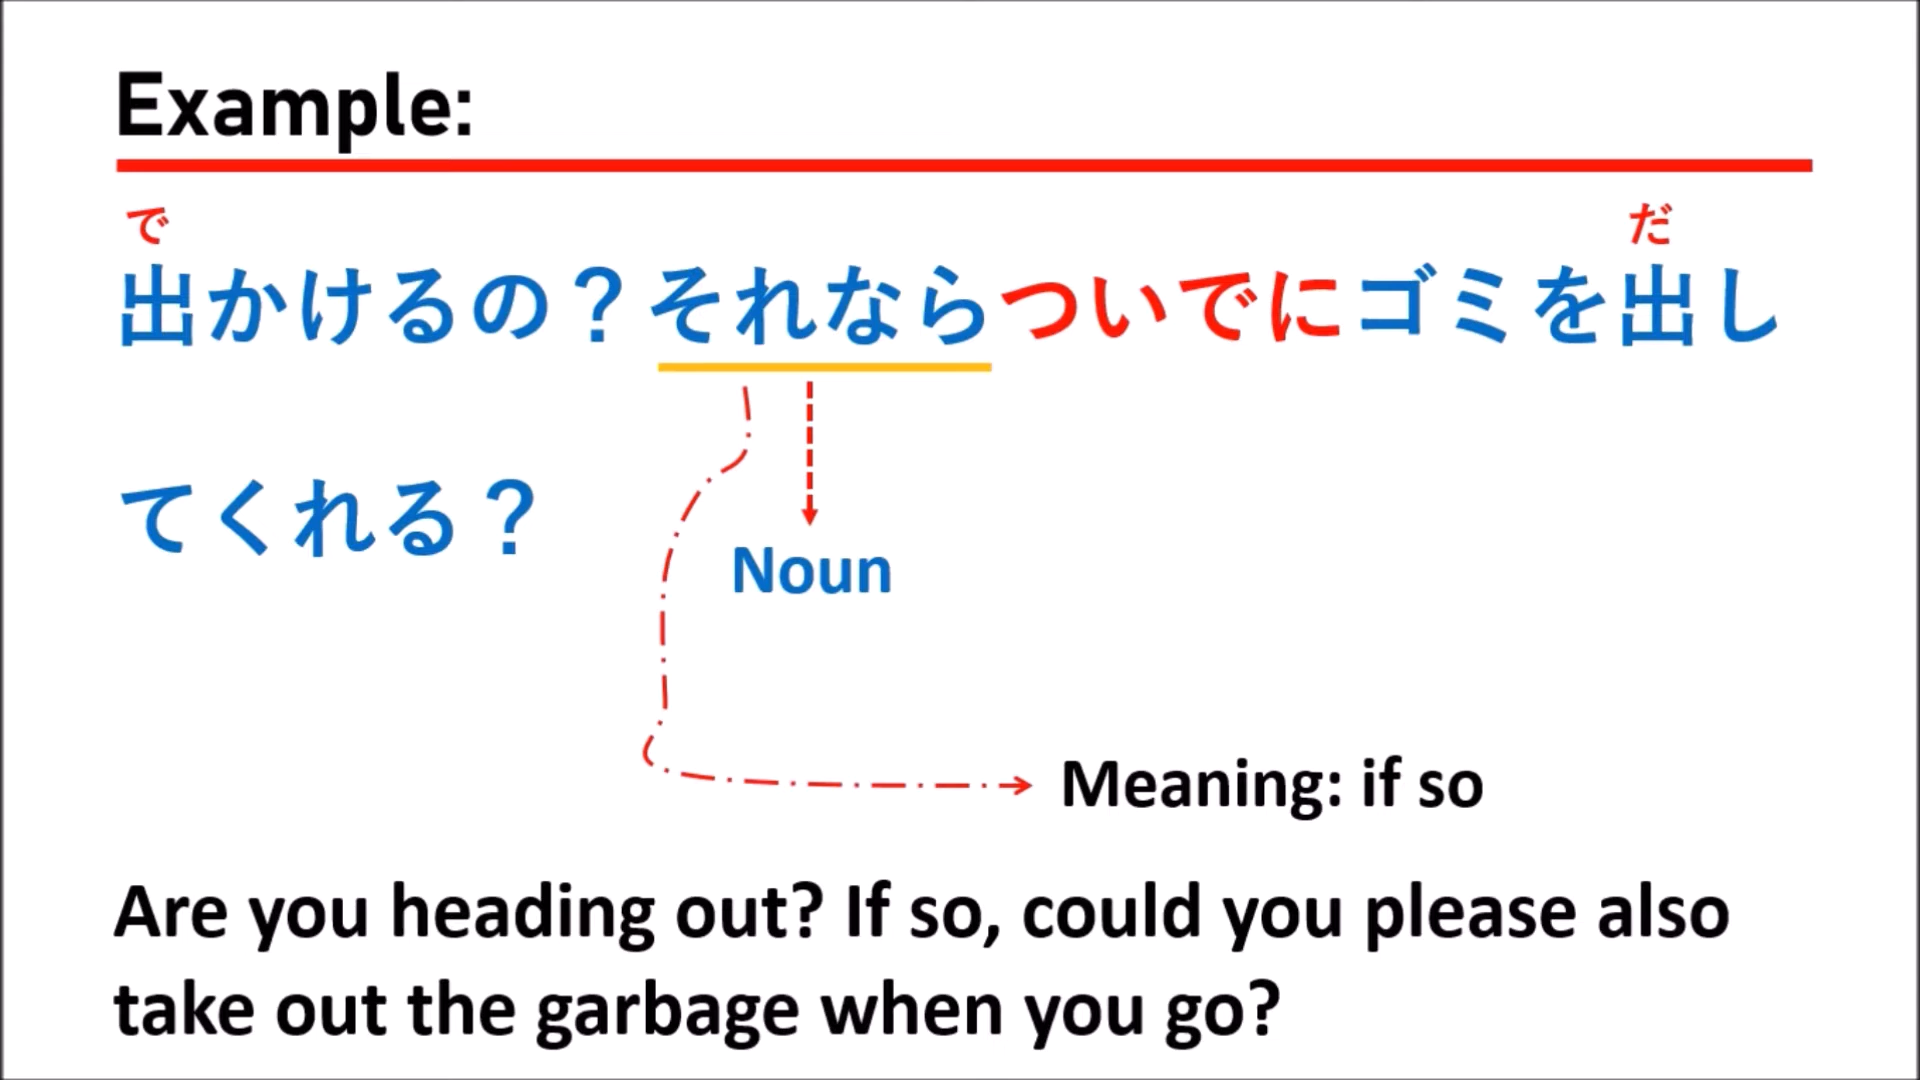 Example:
で だ
出かけるの？それならついでにゴミを出し
てくれる？
Noun
Meaning: if so
Are you heading out? If so, could you please also
take out the garbage when you go?